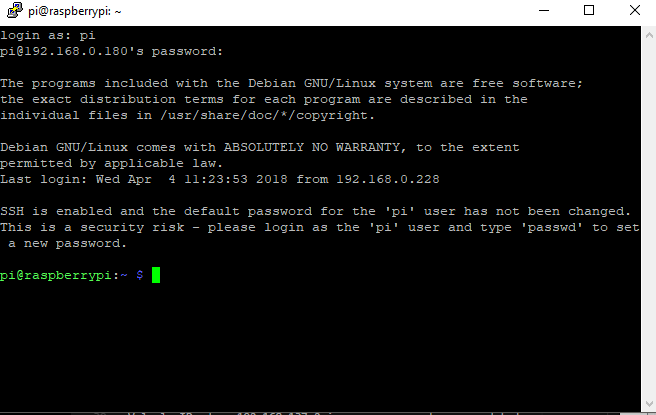 pi@raspberrypi: ~
login as: pi
pi@192.168.0.180's password:
The programs included with the Debian GNU/Linux system are free software;
the exact distribution terms for each program are described in the
individual files in /usr/share/doc/*/copyright.
Debian GNU/Linux comes with ABSOLUTELY NO WARRANTY, to the extent
permitted by applicable law.
Last login: Wed Apr  4 11:23:53 2018 from 192.168.0.228
SSH is enabled and the default password for the 'pi' user has not been changed.
This is a security risk - please login as the 'pi' user and type 'passwd' to set
 a new password.
pi@raspberrypi:~ $